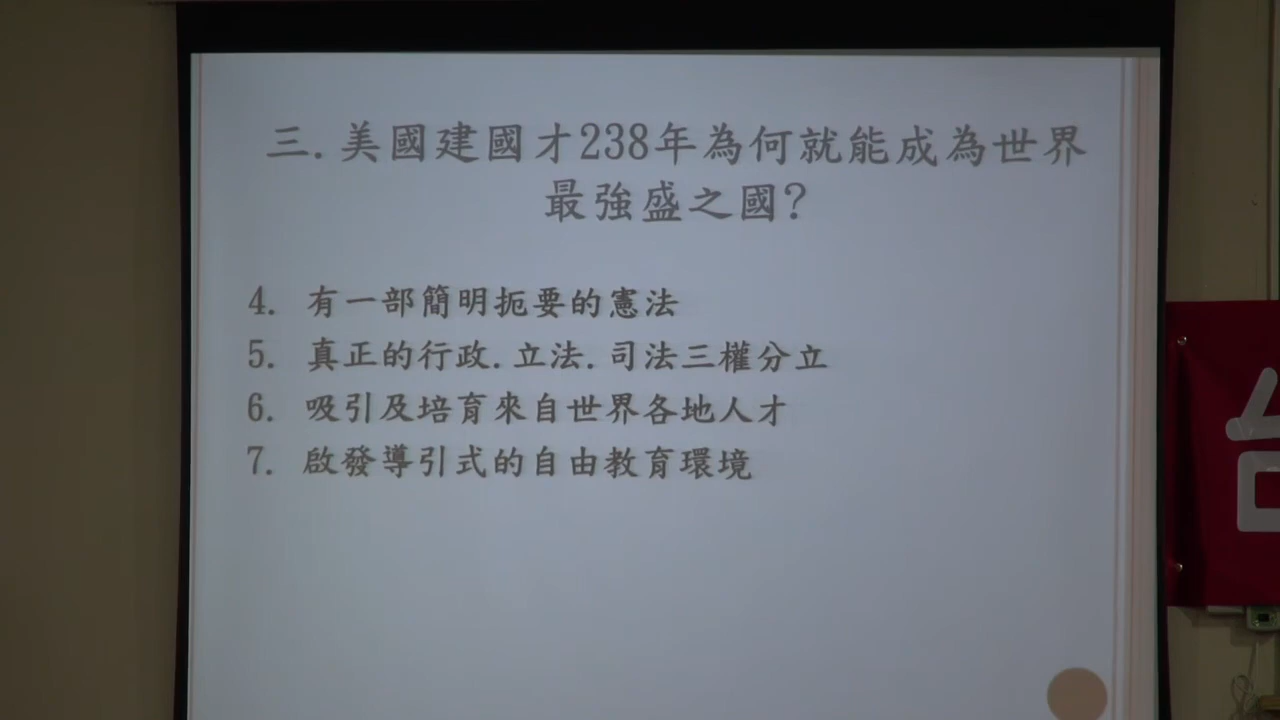 三.美國建國才238年為何就能成為世界
最強盛之國?
4. 有一部簡明扼要的憲法
5. 真正的行政.立法.司法三權分立
6. 吸引及培育來自世界各地人才
7. 啟發導引式的自由教育環境
台